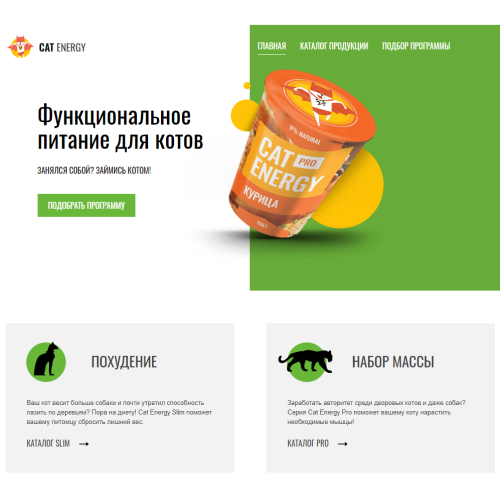 CAT ENERGY
ГЛАВНАЯ
КАТАЛОГ ПРОДУКЦИИ
ПОДБОР ПРОГРАММЫ
Функциональное
питание для котов
ЗАНЯЛСЯ СОБОЙ? ЗАЙМИСЬ КОТОМ!
ПОДОБРАТЬ ПРОГРАММУ
0% NATURAL
CAT PRO
ENERGY
КУРИЦА
ПОХУДЕНИЕ
Ваш кот весит больше собаки и почти утратил способность
лазить по деревьям? Пора на диету! Cat Energy Slim поможет
вашему питомцу сбросить лишний вес.
КАТАЛОГ SLIM
НАБОР МАССЫ
Заработать авторитет среди дворовых котов и даже собак?
Серия Cat Energy Pro поможет вашему коту нарастить
необходимые мышцы!
КАТАЛОГ PRO